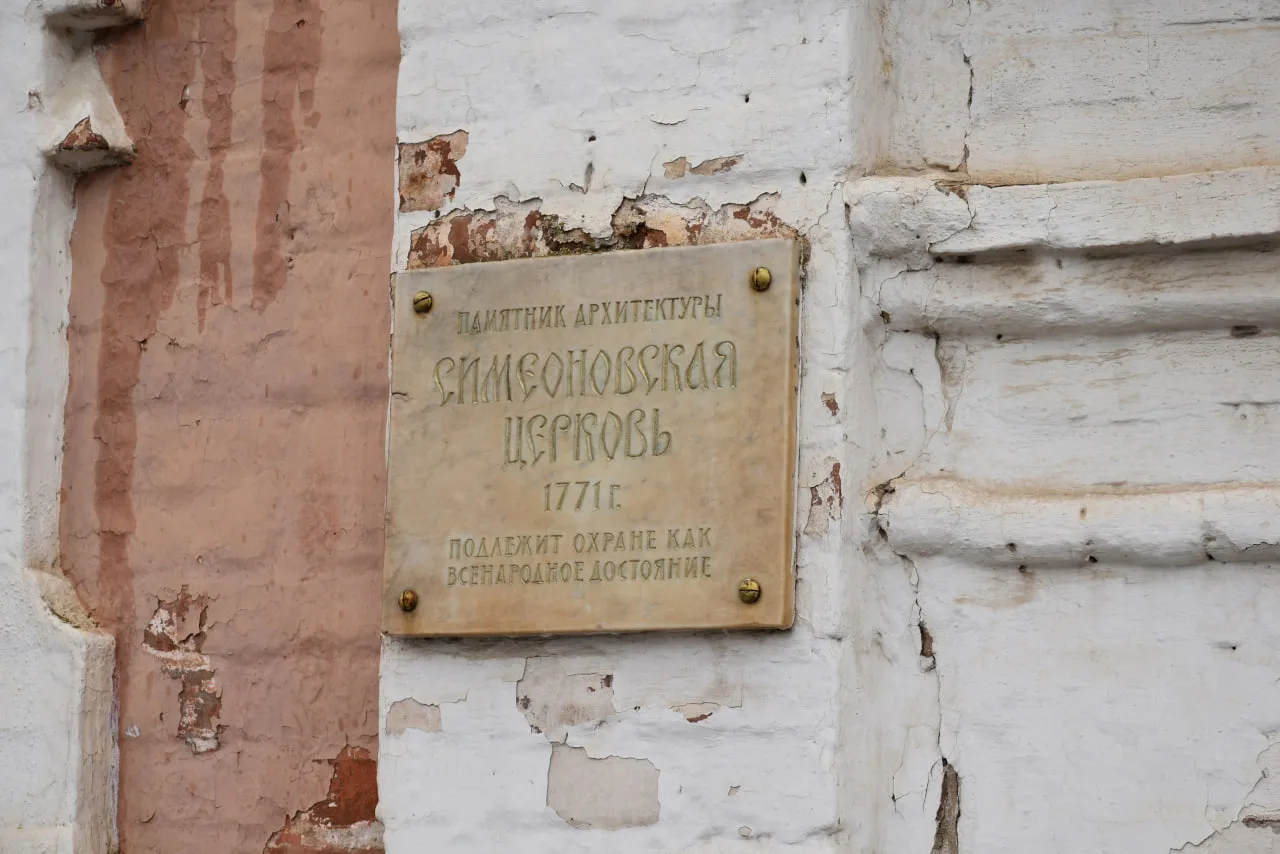 ПАМЯТНИК АРХИТЕКТУРЫ
СИМЕОНОВСКАЯ
ЦЕРКОВЬ
1771 г.
ПОДЛЕЖИТ ОХРАНЕ КАК
ВСЕНАРОДНОЕ ДОСТОЯНИЕ